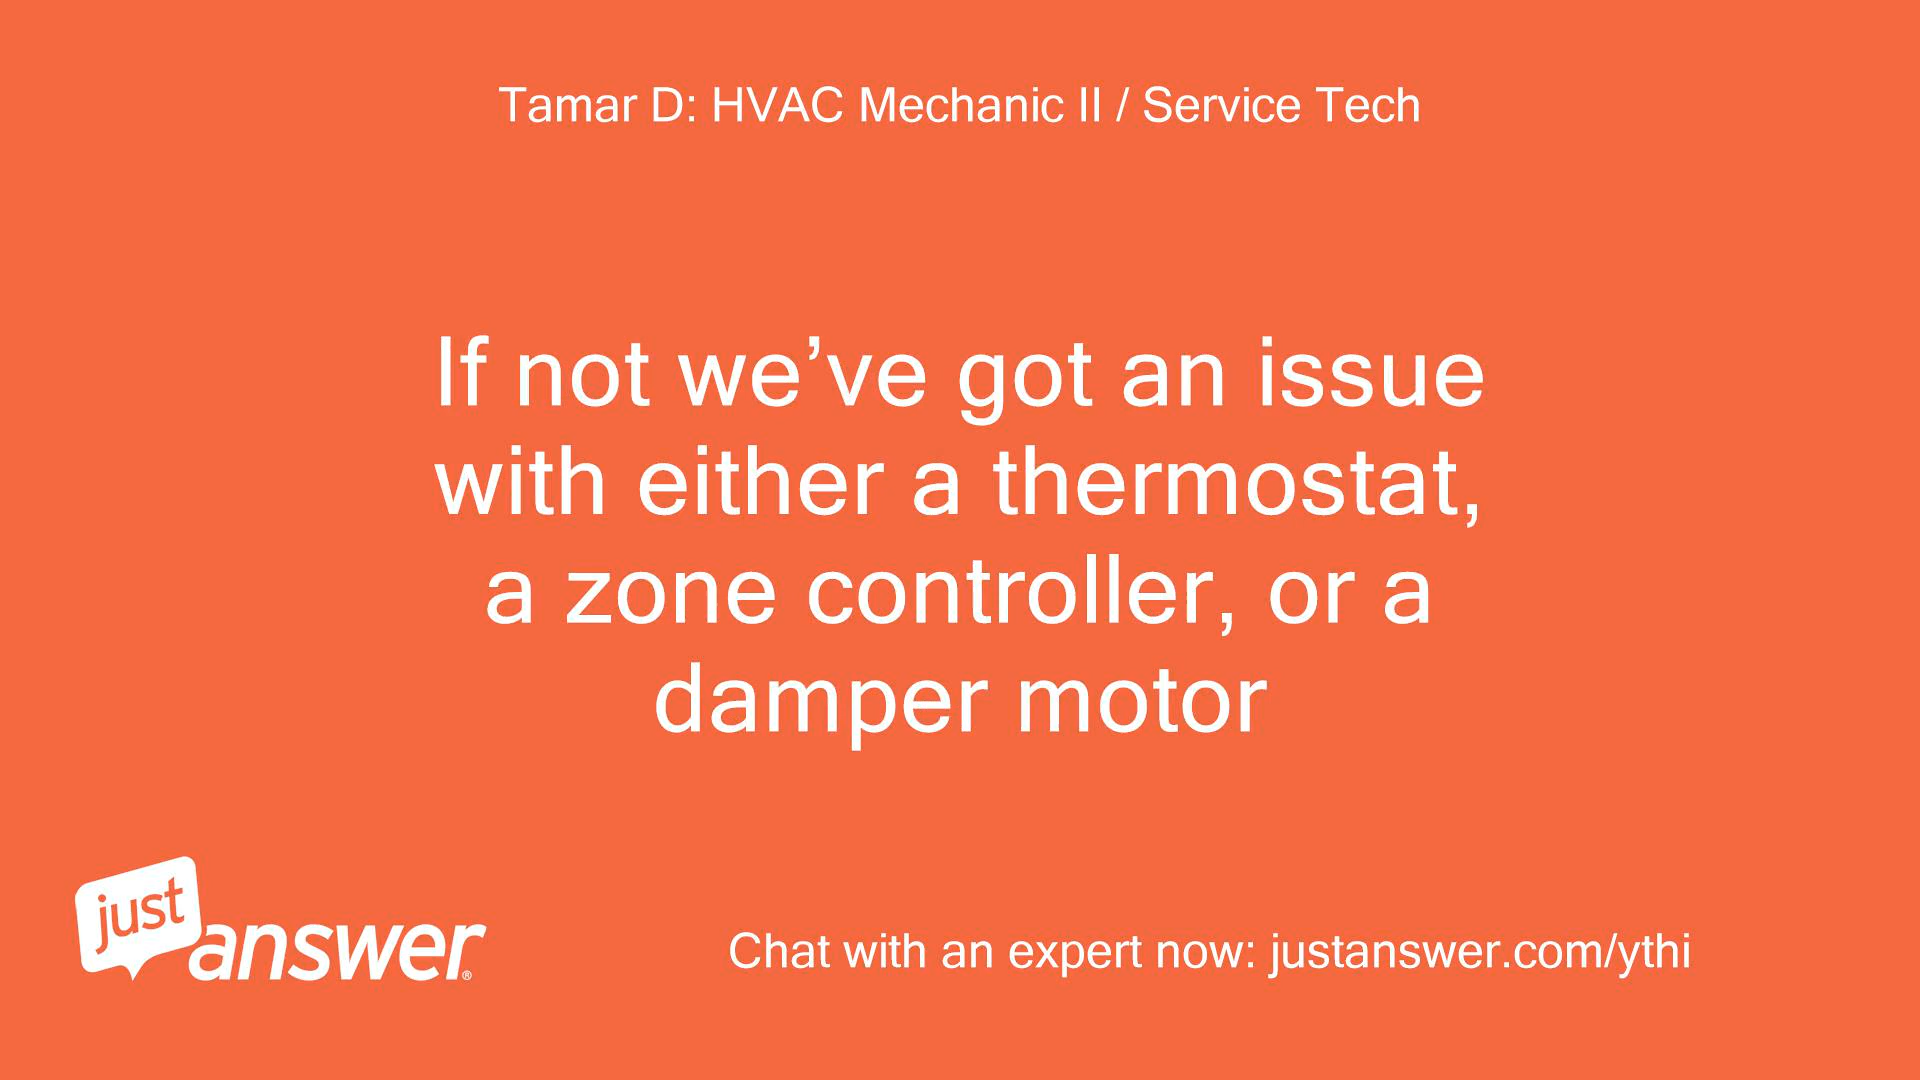 Tamar D: HVAC Mechanic II / Service Tech
If not we’ve got an issue
with either a thermostat,
a zone controller, or a
damper motor
just
answer®
Chat with an expert now: justanswer.com/ythi